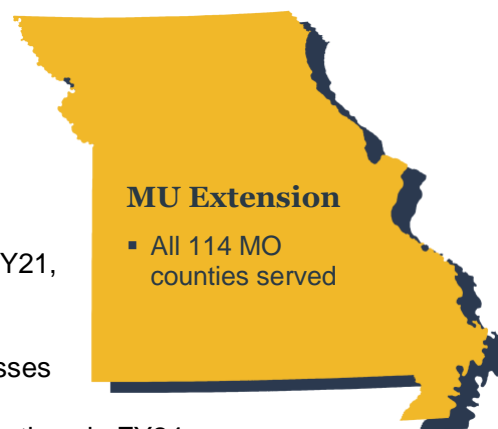 MU Extension
▪ All 114 MO
counties served
Y21,
sses